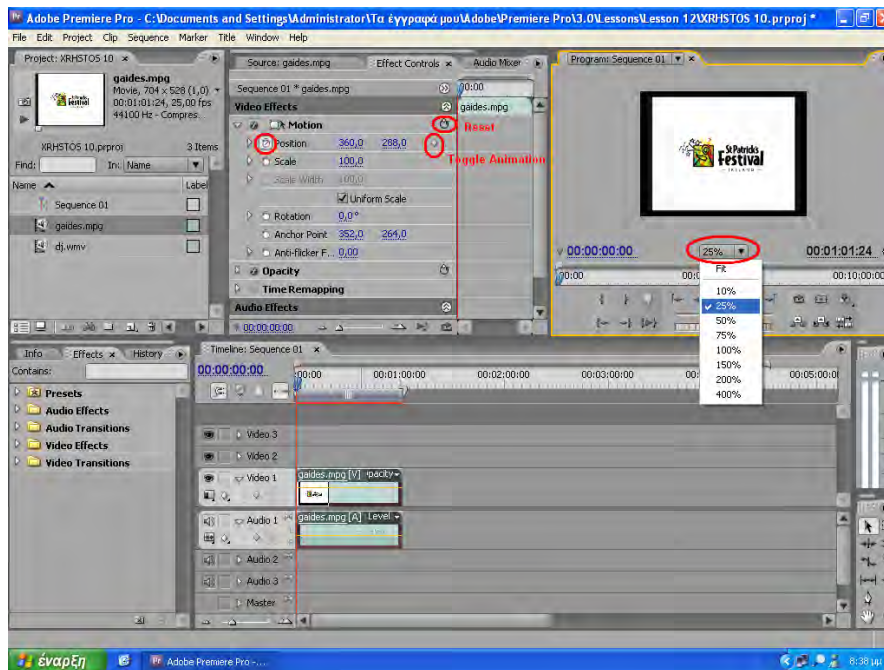 Adobe Premiere Pro - C:\Documents and Settings\Administrator\Τα έγγραφά μου\Adobe\Premiere Pro\3.0\Lessons\Lesson 12\XRHSTOS 10.prproj *
File Edit Project Clip Sequence Marker Title Window Help
Project: XRHSTOS 10
gaides.mpg
Movie, 704 x 528 (1,0)
00:01:01:24, 25,00 fps
44100 Hz - Compres
XRHSTOS 10.prproj
3 Items
Find:
In: Name
Name
Label
Sequence 01
gaides.mpg
dj.wmv
Source: gaides.mpg
Effect Controls
Audio Mixer
Sequence 01 * gaides.mpg
00:00
Video Effects
gaides.mpg
Motion
Reset
Position 360,0 288,0
Toggle Animation
Scale 100,0
Scale Width 100,0
Uniform Scale
Rotation 0,0°
Anchor Point 352,0 264,0
Anti-flicker F... 0,00
Opacity
Time Remapping
Audio Effects
00:00:00:00
Program: Sequence 01
St Patricks
Festival
00:00:00:00
25%
00:01:01:24
00:00
00:10:00:00
Fit
10%
25%
50%
75%
100%
150%
200%
400%
Info
Effects
History
Contains:
Presets
Audio Effects
Audio Transitions
Video Effects
Video Transitions
Timeline: Sequence 01
00:00:00:00
:00:00
00:01:00:00
00:02:00:00
00:03:00:00
00:05:00:0
Video 3
Video 2
Video 1
gaides.mpg [V] pacity
Audio 1
gaides.mpg [A] Level
Audio 2
Audio 3
Master
έναρξη
Adobe Premiere Pro -...
8:38 μμ